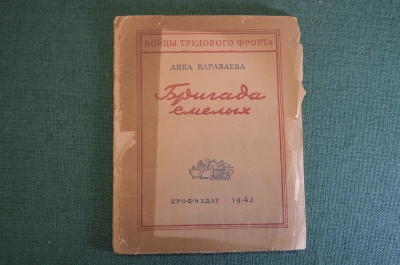 БОЙЦЫ ТРУДОВОГО ФРОНТА
АННА КАРАВАЕВА
Бригада
смелых
ПРОФИЗДАТ · 1942